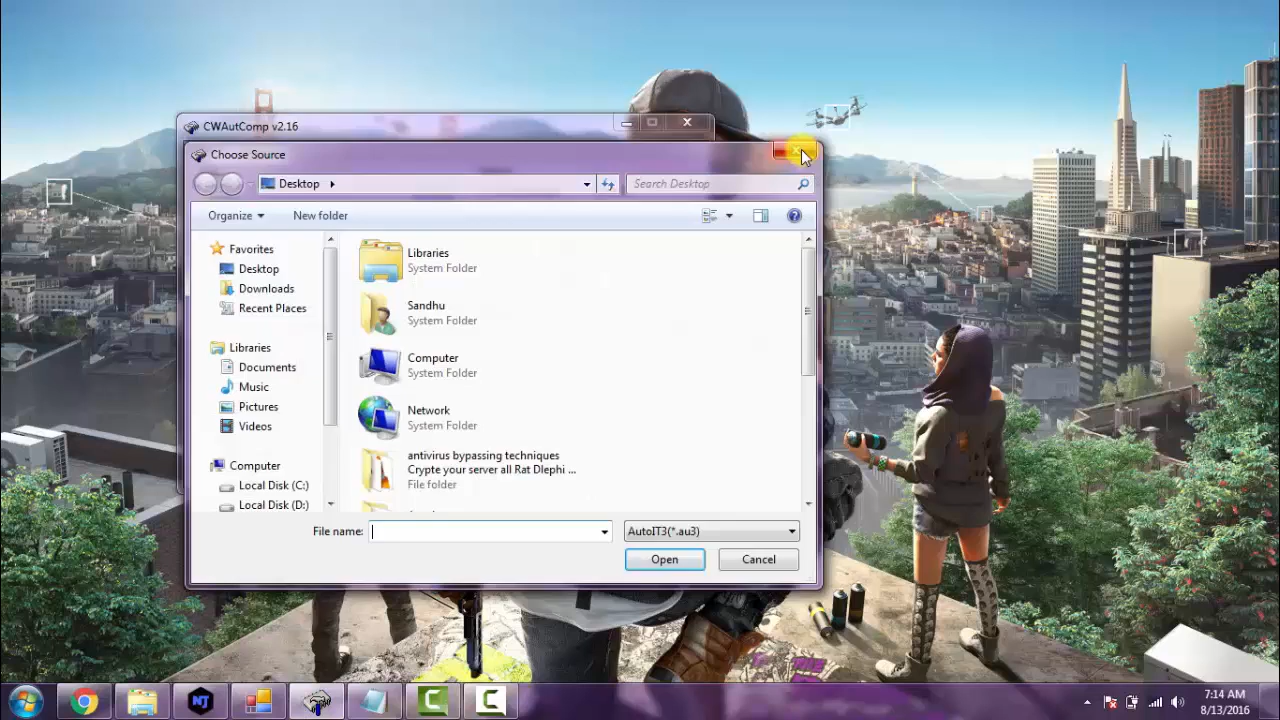 CWAutComp v2.16
Choose Source
Desktop
Search Desktop
Organize
New folder
Favorites
Desktop
Downloads
Recent Places
Libraries
Documents
Music
Pictures
Videos
Computer
Local Disk (C:)
Local Disk (D:)
Libraries
System Folder
Sandhu
System Folder
Computer
System Folder
Network
System Folder
antivirus bypassing techniques
Crypte your server all Rat Dlephi ...
File folder
File name:
AutoIT3(*.au3)
Open
Cancel
NT
7:14 AM
8/13/2016